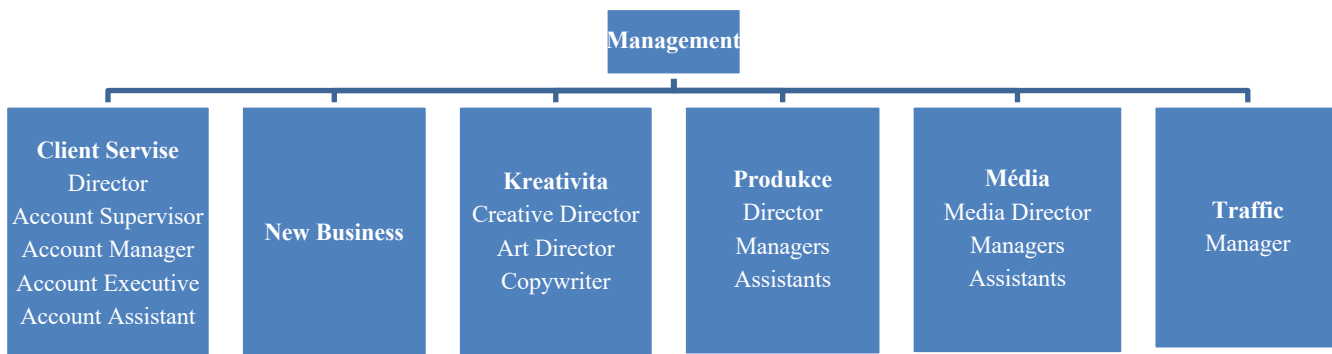 Management
Client Servise
Director
Account Supervisor
Account Manager
Account Executive
Account Assistant
New Business
Kreativita
Creative Director
Art Director
Copywriter
Produkce
Director
Managers
Assistants
Média
Media Director
Managers
Assistants
Traffic
Manager